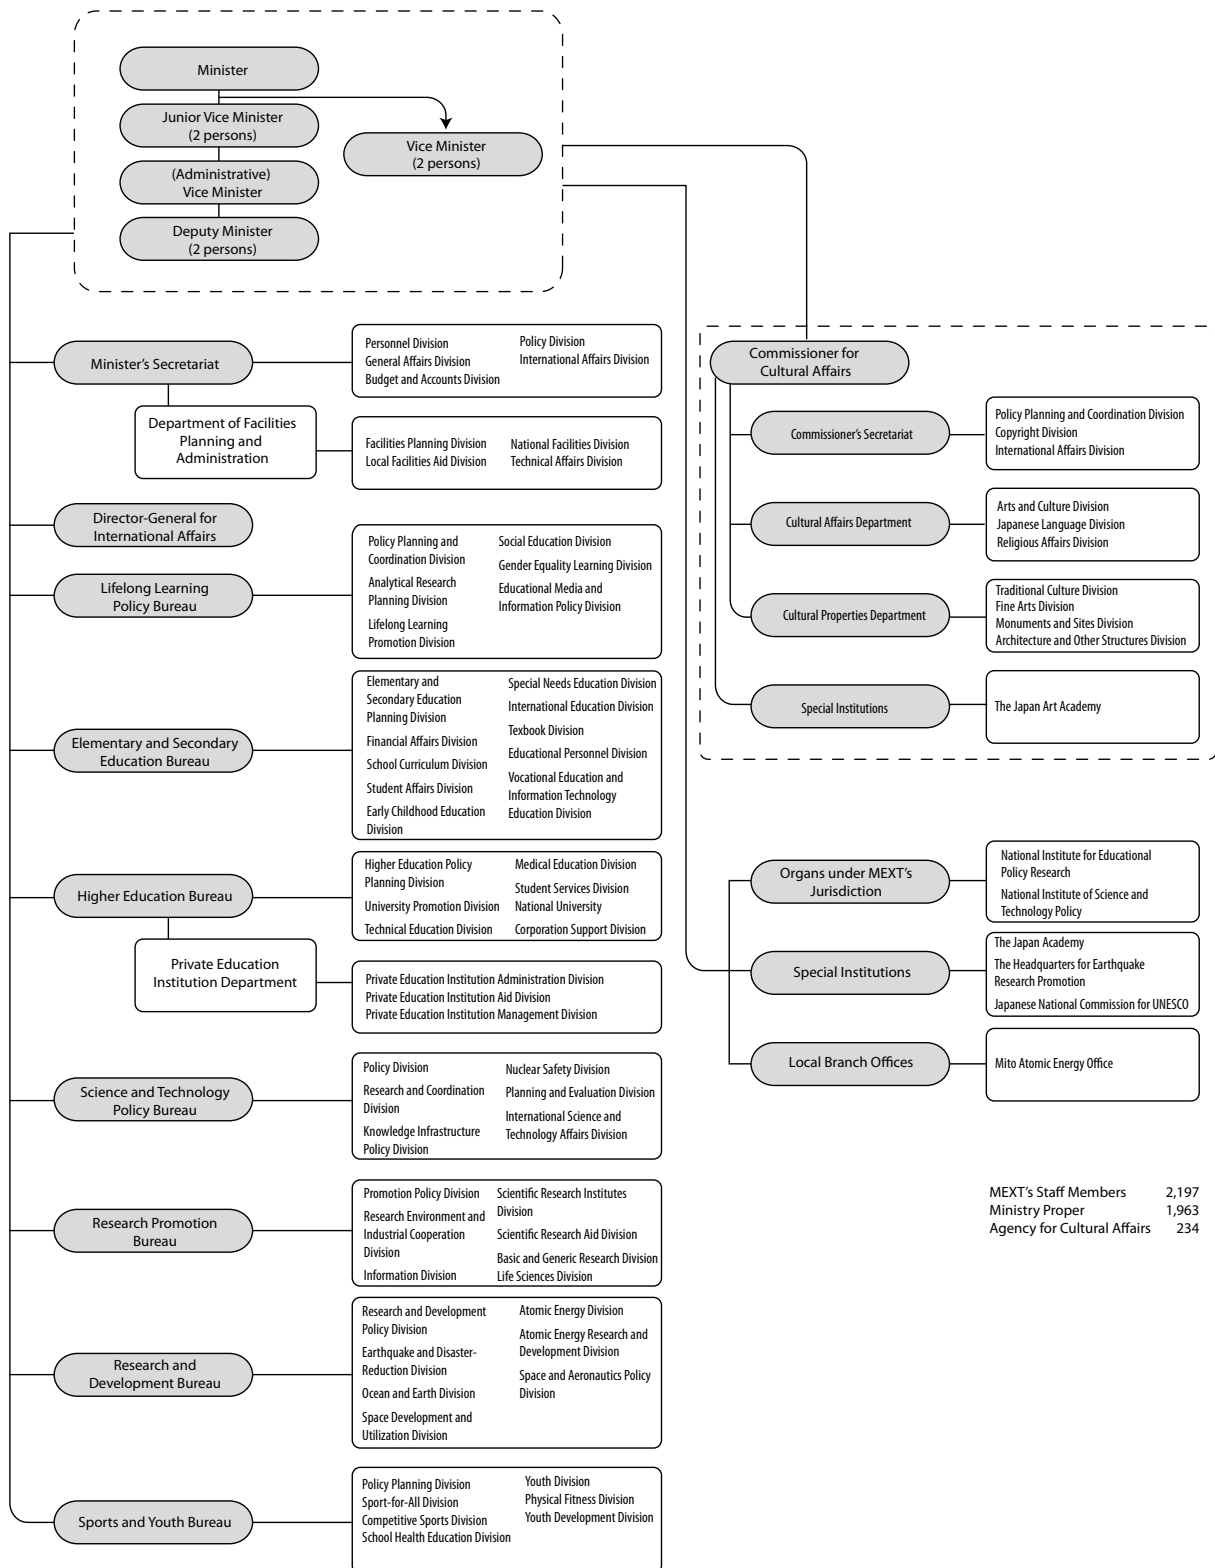 Minister
Junior Vice Minister
(2 persons)
Vice Minister
(2 persons)
(Administrative)
Vice Minister
Deputy Minister
(2 persons)
Minister's Secretariat
Personnel Division
General Affairs Division
Budget and Accounts Division
Policy Division
International Affairs Division
Department of Facilities
Planning and
Administration
Facilities Planning Division
Local Facilities Aid Division
National Facilities Division
Technical Affairs Division
Director-General for
International Affairs
Lifelong Learning
Policy Bureau
Policy Planning and
Coordination Division
Analytical Research
Planning Division
Lifelong Learning
Promotion Division
Social Education Division
Gender Equality Learning Division
Educational Media and
Information Policy Division
Elementary and Secondary
Education Bureau
Elementary and
Secondary Education
Planning Division
Financial Affairs Division
School Curriculum Division
Student Affairs Division
Early Childhood Education
Division
Special Needs Education Division
International Education Division
Texbook Division
Educational Personnel Division
Vocational Education and
Information Technology
Education Division
Higher Education Bureau
Higher Education Policy
Planning Division
University Promotion Division
Technical Education Division
Medical Education Division
Student Services Division
National University
Corporation Support Division
Private Education
Institution Department
Private Education Institution Administration Division
Private Education Institution Aid Division
Private Education Institution Management Division
Science and Technology
Policy Bureau
Policy Division
Research and Coordination
Division
Knowledge Infrastructure
Policy Division
Nuclear Safety Division
Planning and Evaluation Division
International Science and
Technology Affairs Division
Research Promotion
Bureau
Promotion Policy Division
Research Environment and
Industrial Cooperation
Division
Information Division
Scientific Research Institutes
Division
Scientific Research Aid Division
Basic and Generic Research Division
Life Sciences Division
Research and
Development Bureau
Research and Development
Policy Division
Earthquake and Disaster-
Reduction Division
Ocean and Earth Division
Space Development and
Utilization Division
Atomic Energy Division
Atomic Energy Research and
Development Division
Space and Aeronautics Policy
Division
Sports and Youth Bureau
Policy Planning Division
Sport-for-All Division
Competitive Sports Division
School Health Education Division
Youth Division
Physical Fitness Division
Youth Development Division
Commissioner for
Cultural Affairs
Commissioner's Secretariat
Policy Planning and Coordination Division
Copyright Division
International Affairs Division
Cultural Affairs Department
Arts and Culture Division
Japanese Language Division
Religious Affairs Division
Cultural Properties Department
Traditional Culture Division
Fine Arts Division
Monuments and Sites Division
Architecture and Other Structures Division
Special Institutions
The Japan Art Academy
Organs under MEXT's
Jurisdiction
National Institute for Educational
Policy Research
National Institute of Science and
Technology Policy
Special Institutions
The Japan Academy
The Headquarters for Earthquake
Research Promotion
Japanese National Commission for UNESCO
Local Branch Offices
Mito Atomic Energy Office
MEXT's Staff Members 2,197
Ministry Proper 1,963
Agency for Cultural Affairs 234